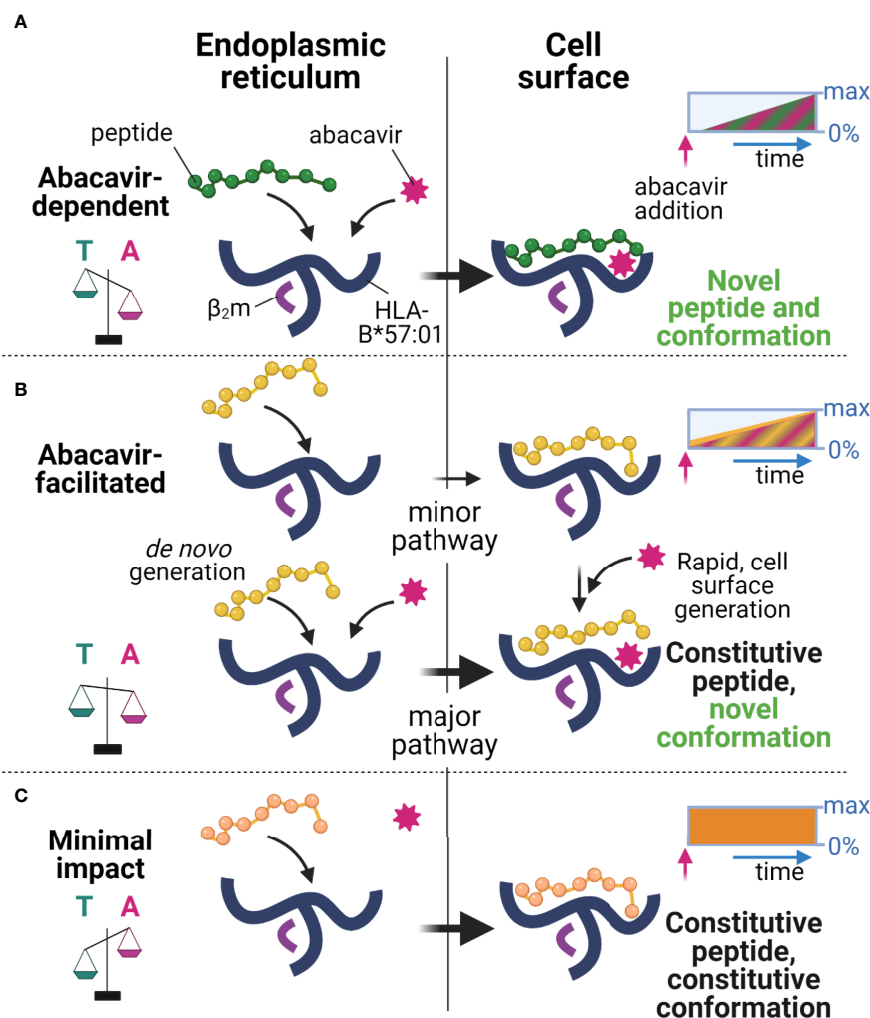 A
Endoplasmic
reticulum
Cell
surface
max
0%
time
peptide
abacavir
Abacavir-
dependent
abacavir
addition
T A
β₂m
HLA-
B*57:01
Novel
peptide and
conformation
B
Abacavir-
facilitated
max
0%
time
minor
pathway
de novo
generation
Rapid, cell
surface
generation
T A
major
pathway
Constitutive
peptide,
novel
conformation
C
Minimal
impact
max
0%
time
T A
Constitutive
peptide,
constitutive
conformation